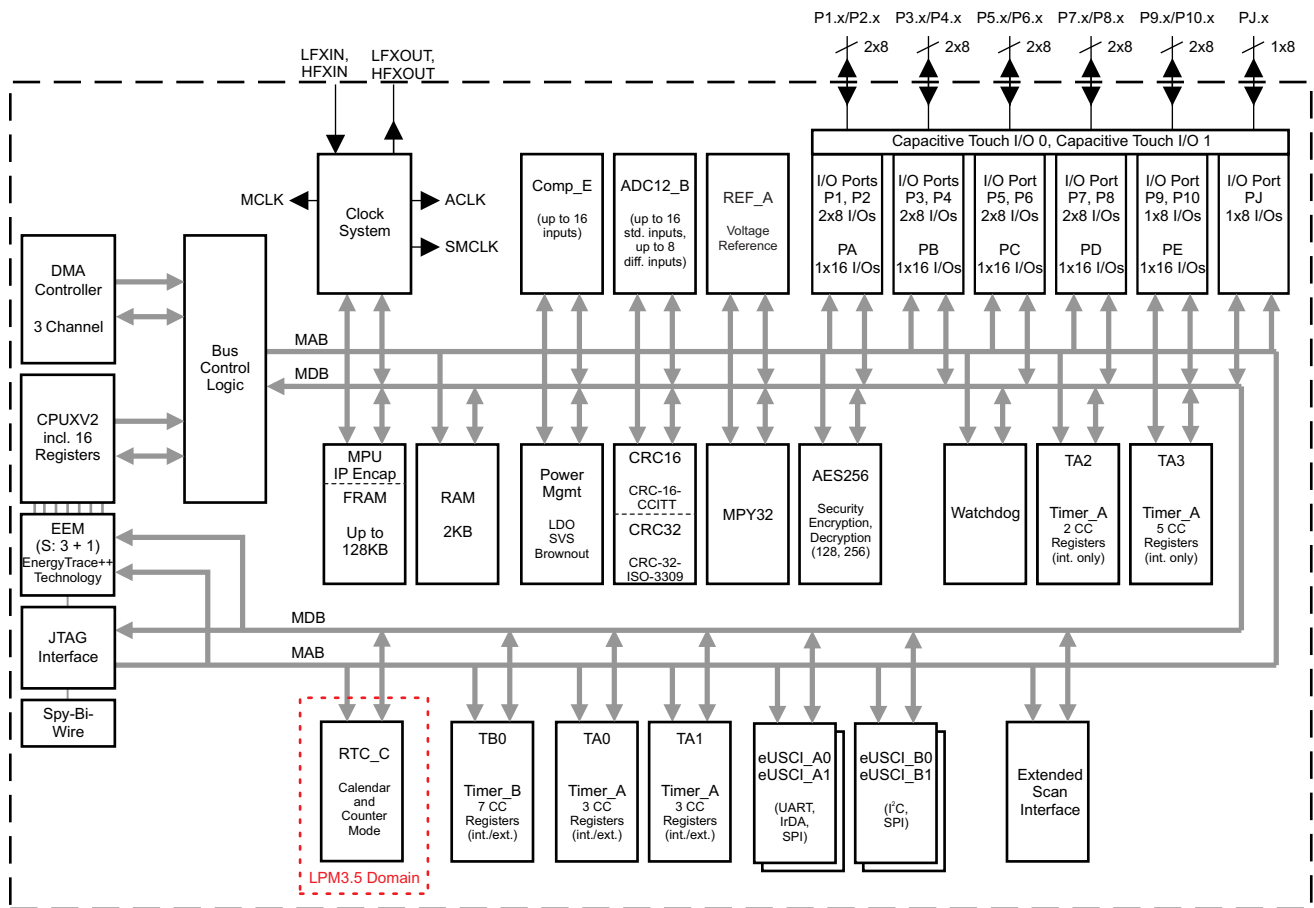 P1.x/P2.x
P3.x/P4.x
P5.x/P6.x
P7.x/P8.x
P9.x/P10.x
PJ.x
2x8
2x8
2x8
2x8
2x8
1x8
LFXIN,
HFXIN
LFXOUT,
HFXOUT
Capacitive Touch I/O 0, Capacitive Touch I/O 1
MCLK
Clock
System
ACLK
SMCLK
Comp_E
(up to 16
inputs)
ADC12_B
(up to 16
std. inputs,
up to 8
diff. inputs)
REF_A
Voltage
Reference
I/O Ports
P1, P2
2x8 I/Os
PA
1x16 I/Os
I/O Ports
P3, P4
2x8 I/Os
PB
1x16 I/Os
I/O Port
P5, P6
2x8 I/Os
PC
1x16 I/Os
I/O Port
P7, P8
2x8 I/Os
PD
1x16 I/Os
I/O Port
P9, P10
1x8 I/Os
PE
1x16 I/Os
I/O Port
PJ
1x8 I/Os
DMA
Controller
3 Channel
Bus
Control
Logic
MAB
MDB
CPUXV2
incl. 16
Registers
MPU
IP Encap
FRAM
Up to
128KB
RAM
2KB
Power
Mgmt
LDO
SVS
Brownout
CRC16
CRC-16-
CCITT
CRC32
CRC-32-
ISO-3309
MPY32
AES256
Security
Encryption,
Decryption
(128, 256)
Watchdog
TA2
Timer_A
2 CC
Registers
(int. only)
TA3
Timer_A
5 CC
Registers
(int. only)
EEM
(S: 3 + 1)
EnergyTrace++
Technology
MDB
MAB
JTAG
Interface
Spy-Bi-
Wire
RTC_C
Calendar
and
Counter
Mode
LPM3.5 Domain
TB0
Timer_B
7 CC
Registers
(int./ext.)
TA0
Timer_A
3 CC
Registers
(int./ext.)
TA1
Timer_A
3 CC
Registers
(int./ext.)
eUSCI_A0
eUSCI_A1
(UART,
IrDA,
SPI)
eUSCI_B0
eUSCI_B1
(I²C,
SPI)
Extended
Scan
Interface